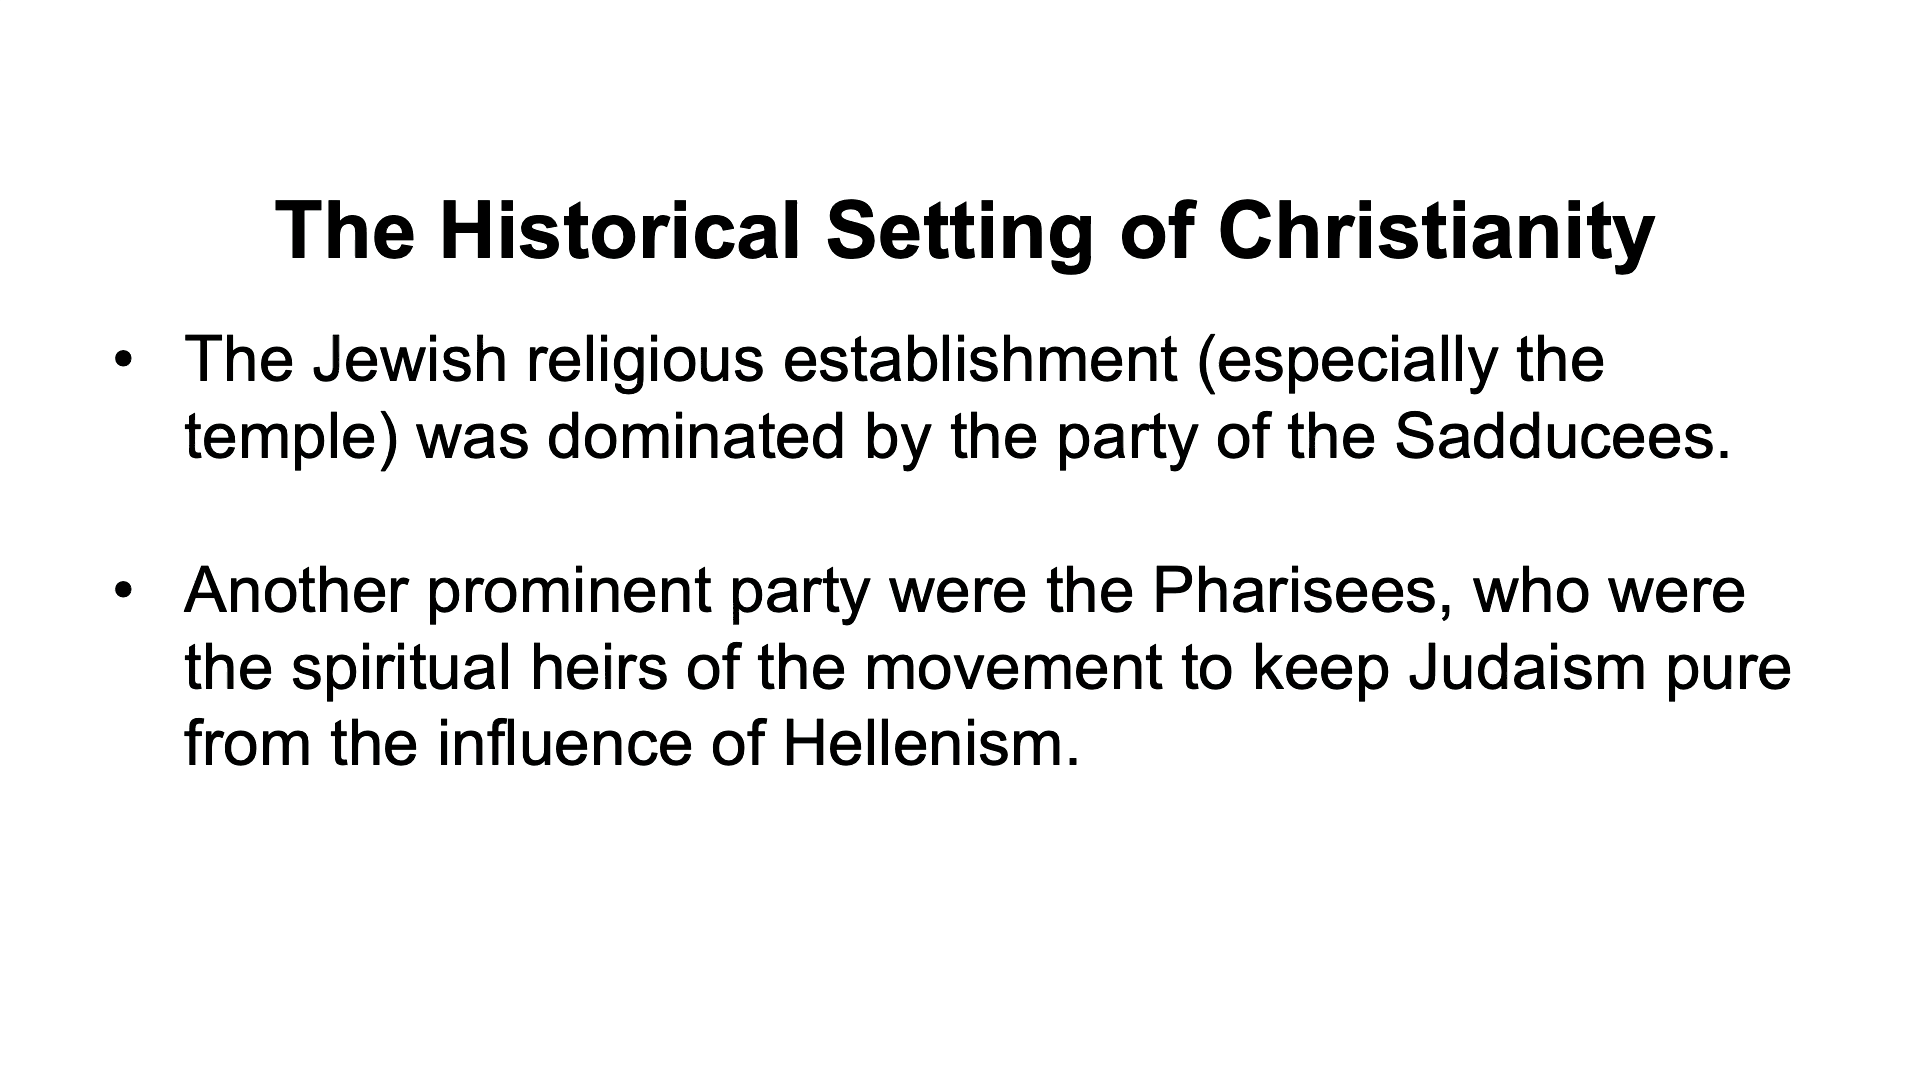 The Historical Setting of Christianity
• The Jewish religious establishment (especially the
temple) was dominated by the party of the Sadducees.
• Another prominent party were the Pharisees, who were
the spiritual heirs of the movement to keep Judaism pure
from the influence of Hellenism.